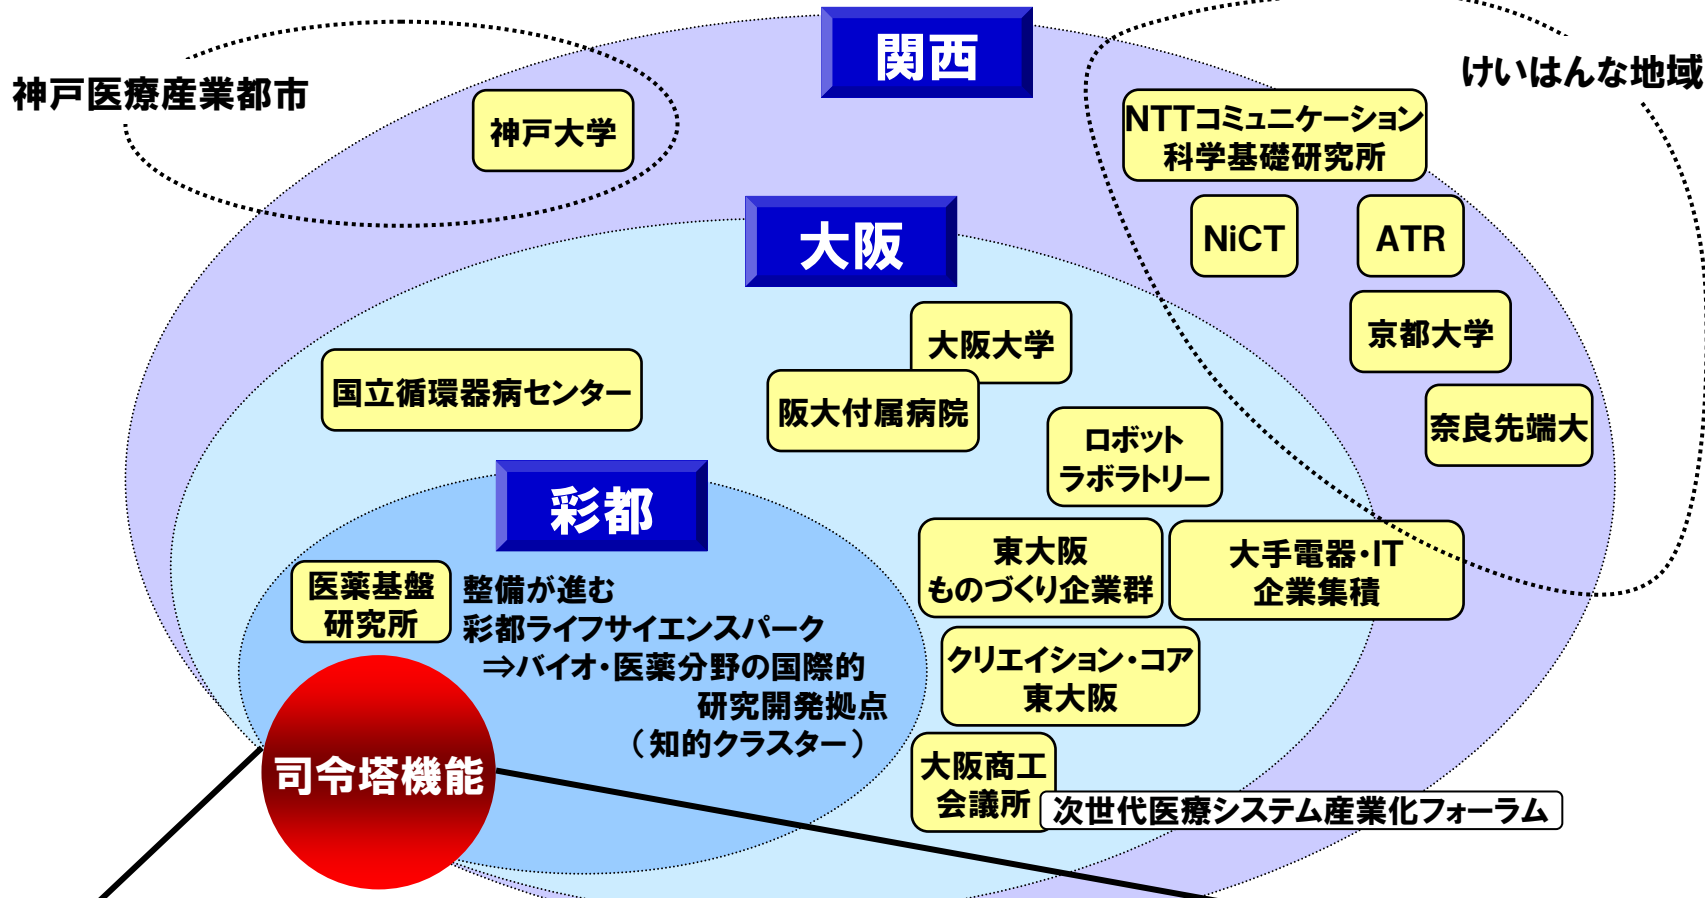 関西
神戸医療産業都市
けいはんな地域
神戸大学
NTTコミュニケーション
科学基礎研究所
NiCT
ATR
大阪
京都大学
大阪大学
国立循環器病センター
阪大付属病院
奈良先端大
ロボット
ラボラトリー
彩都
東大阪
ものづくり企業群
大手電器・IT
企業集積
医薬基盤
研究所
整備が進む
彩都ライフサイエンスパーク
⇒バイオ・医薬分野の国際的
研究開発拠点
（知的クラスター）
クリエイション・コア
東大阪
司令塔機能
大阪商工
会議所
次世代医療システム産業化フォーラム